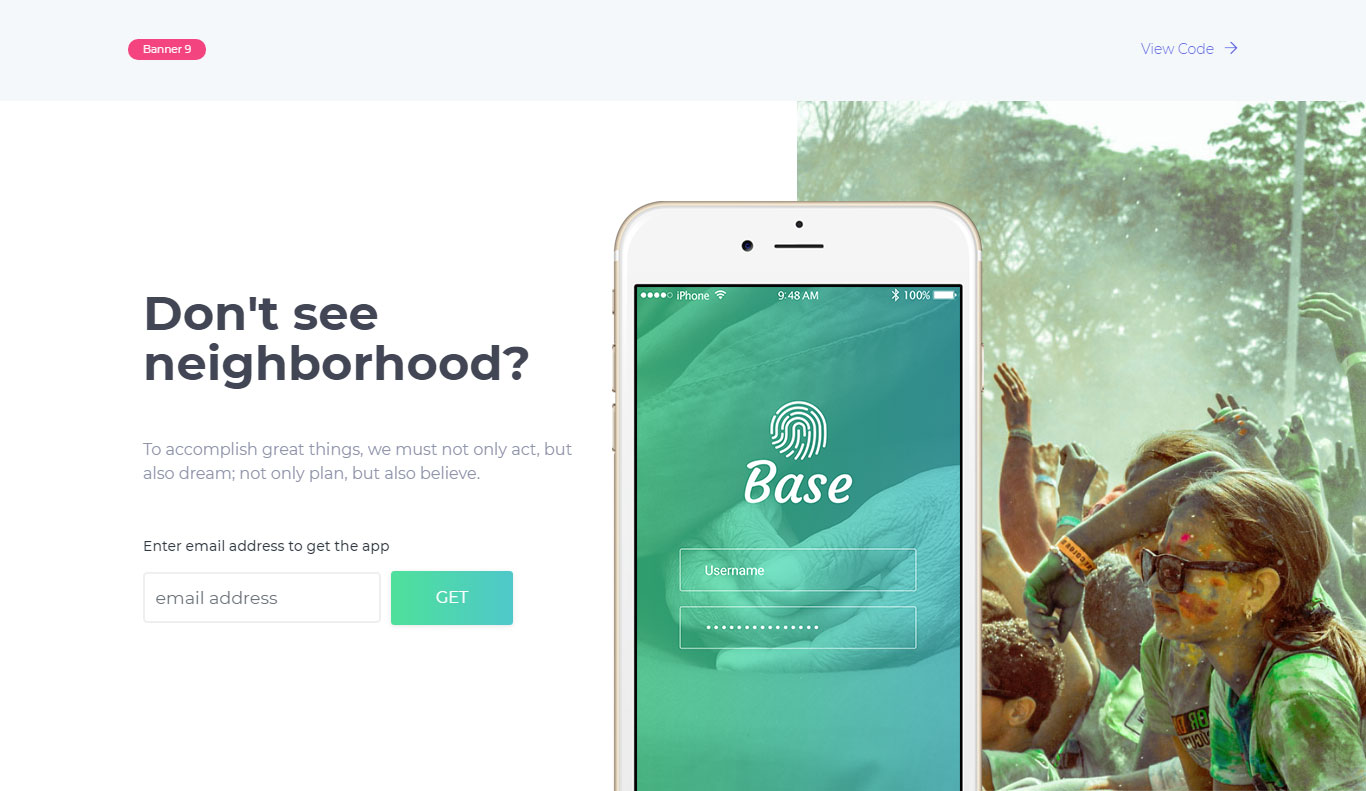 Banner 9
View Code
Don't see
neighborhood?
To accomplish great things, we must not only act, but
also dream; not only plan, but also believe.
Enter email address to get the app
email address
GET
iPhone
9:48 AM
100%
Base
Username